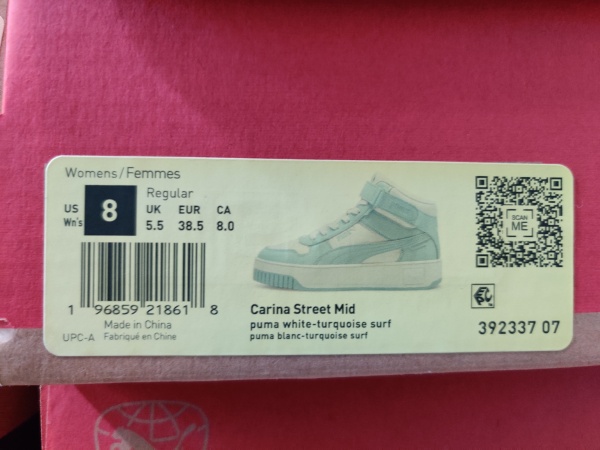 Womens/Femmes
Regular
US UK EUR CA
Wn's 8 5.5 38.5 8.0
SCAN
ME
1 96859 21861 8
Carina Street Mid
Made in China
puma white-turquoise surf
392337 07
UPC-A Fabriqué en Chine
puma blanc-turquoise surf